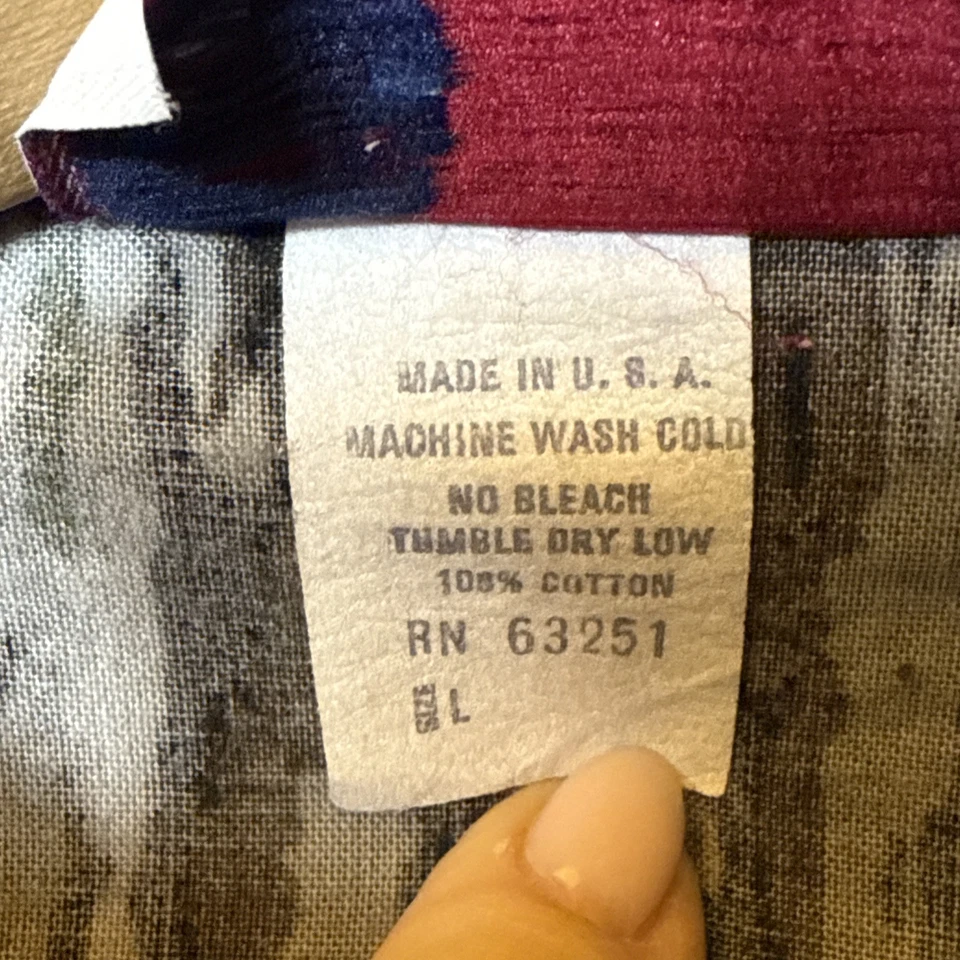 MADE IN U. S. A.
MACHINE WASH COLD
NO BLEACH
TUMBLE DRY LOW
100% COTTON
RN 63251
SIZE L